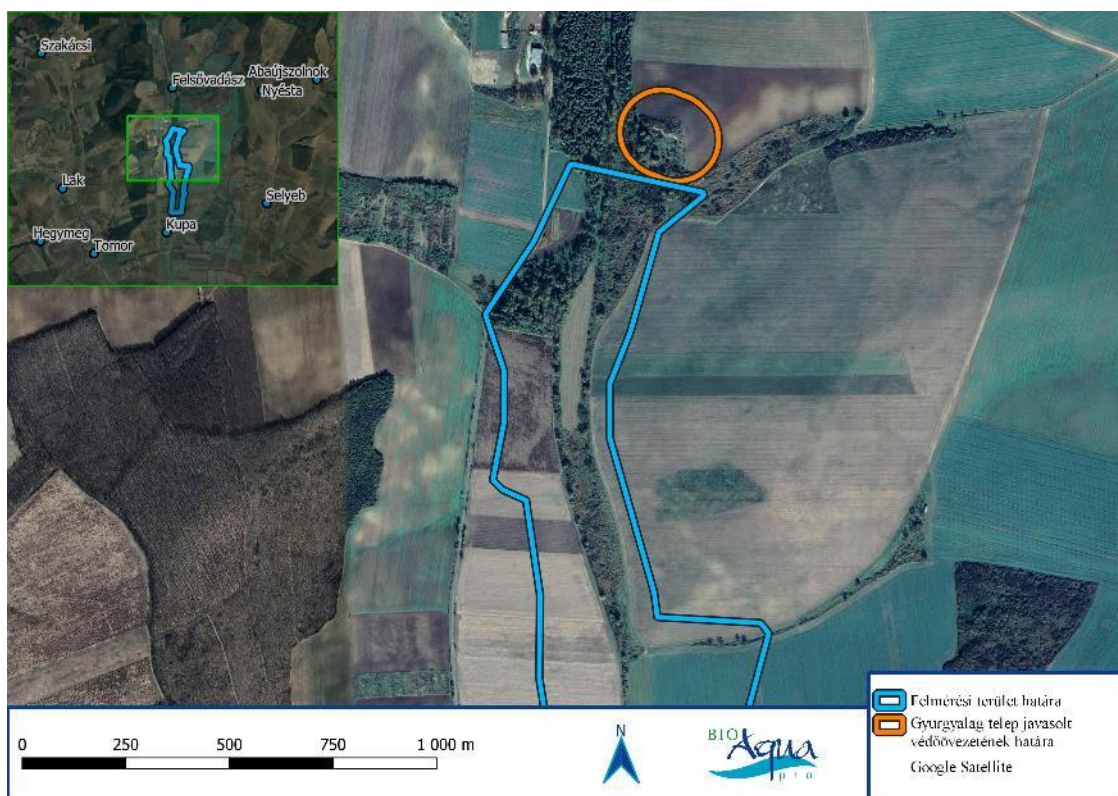 Szakácsi
Felsővadász
Abaújszolnok
Nyésta
Lak
Selyeb
Kupa
Hegymeg
Tomor
0 250 500 750 1 000 m
N
BIO
Aqua
pro
Felmérési terület határa
Gyurgyalag telep javasolt
védőövezetének határa
Google Satellite